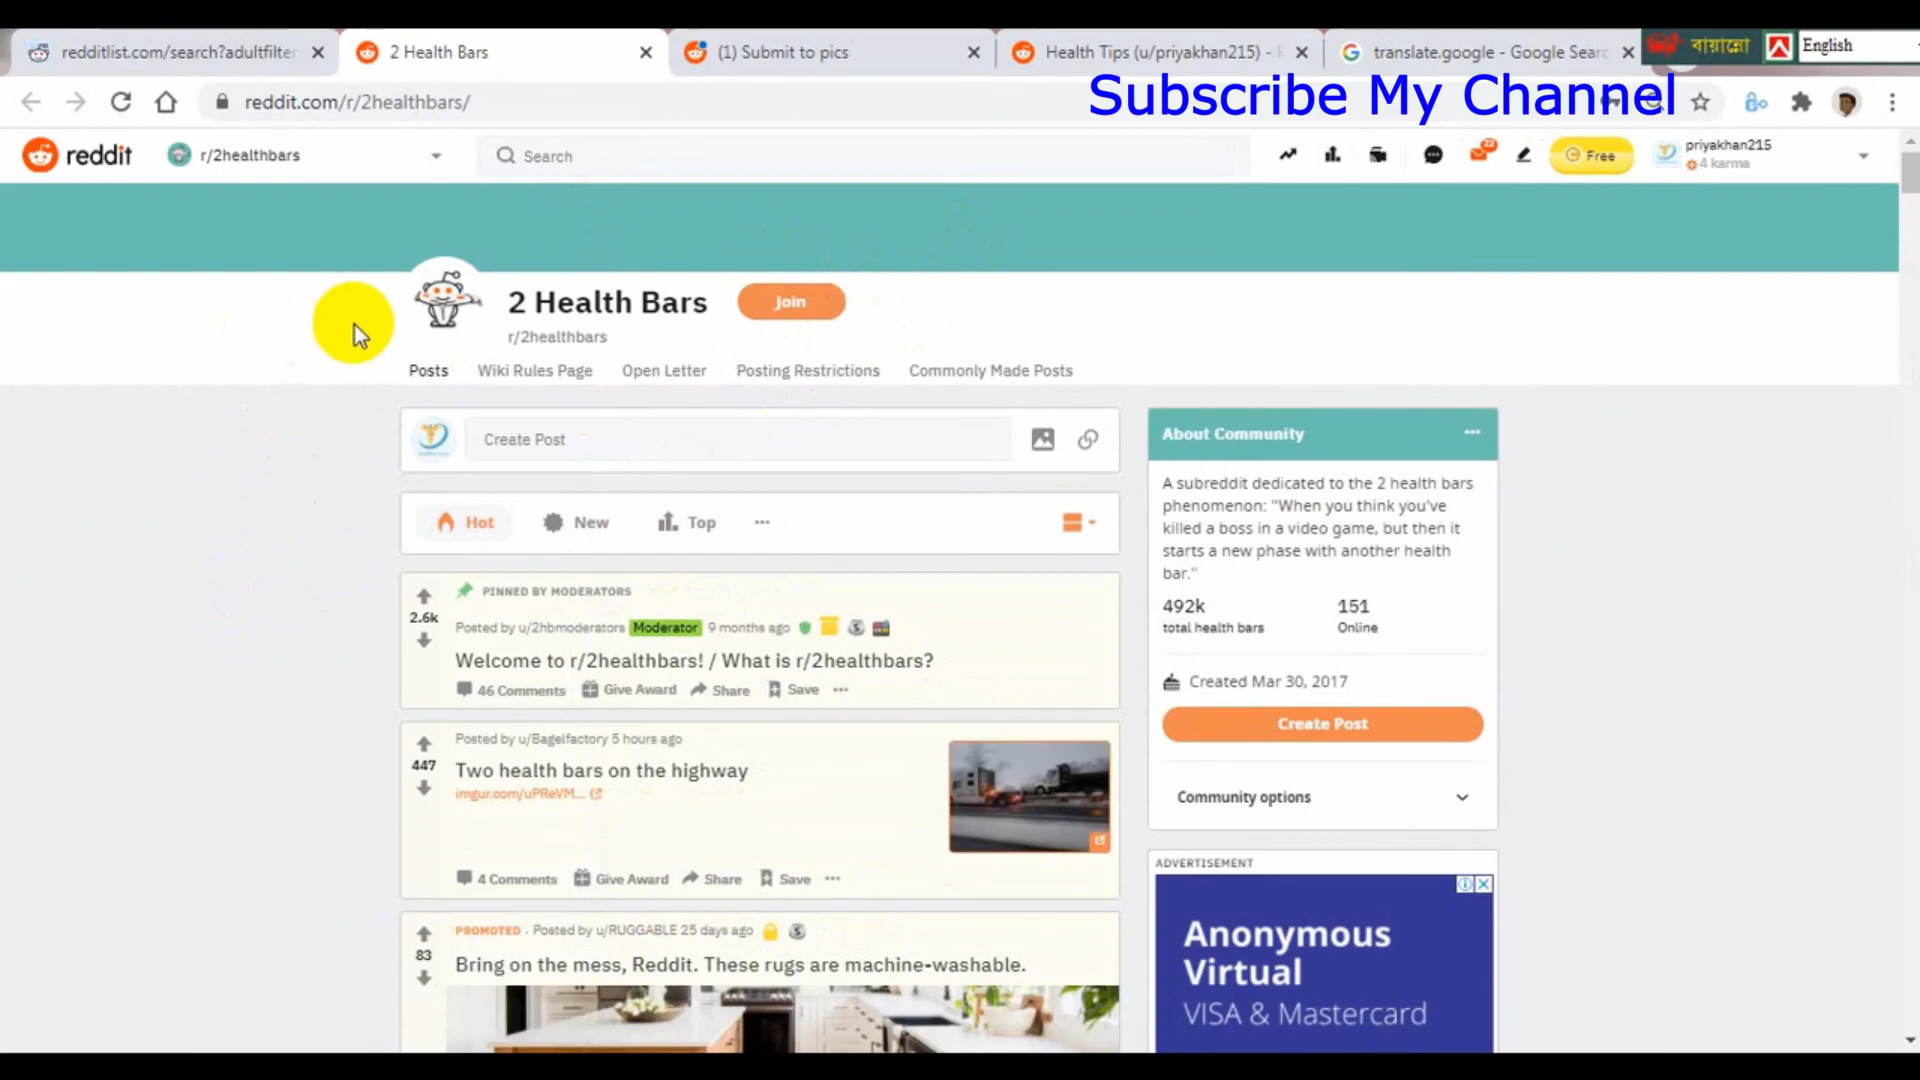 redditlist.com/search?adultfilter
2 Health Bars
(1) Submit to pics
Health Tips (u/priyakhan215) -
translate.google - Google Searc
বায়ান্নো
English
reddit.com/r/2healthbars/
Subscribe My Channel
reddit
r/2healthbars
Search
22
Free
priyakhan215
4 karma
2 Health Bars
Join
r/2healthbars
Posts
Wiki Rules Page
Open Letter
Posting Restrictions
Commonly Made Posts
Create Post
Hot
New
Top
PINNED BY MODERATORS
2.6k
Posted by u/2hbmoderators Moderator 9 months ago
Welcome to r/2healthbars! / What is r/2healthbars?
46 Comments Give Award Share Save
Posted by u/Bagelfactory 5 hours ago
447
Two health bars on the highway
imgur.com/uPReVM...
4 Comments Give Award Share Save
PROMOTED · Posted by u/RUGGABLE 25 days ago
83
Bring on the mess, Reddit. These rugs are machine-washable.
About Community
A subreddit dedicated to the 2 health bars
phenomenon: "When you think you've
killed a boss in a video game, but then it
starts a new phase with another health
bar."
492k 151
total health bars Online
Created Mar 30, 2017
Create Post
Community options
ADVERTISEMENT
Anonymous
Virtual
VISA & Mastercard